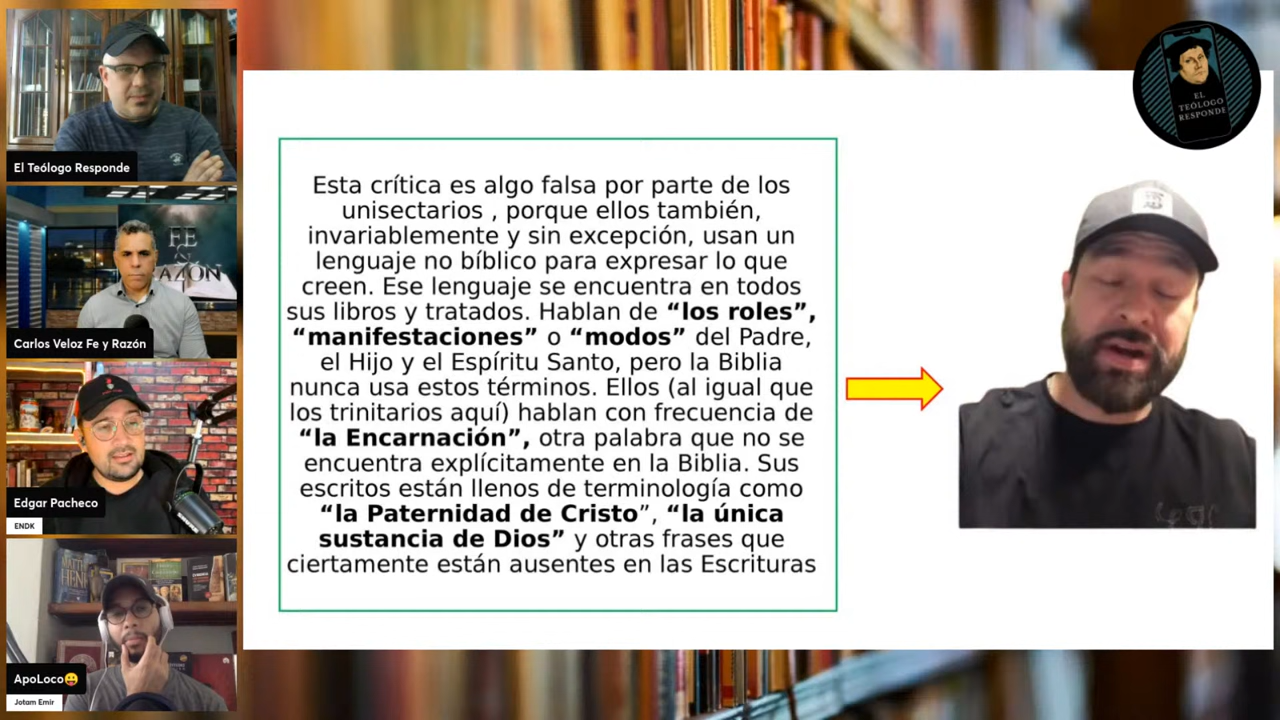 El Teólogo Responde
FE
RAZÓN
Carlos Veloz Fe y Razón
Edgar Pacheco
ENDK
ApoLoco😛
Jotam Emir
Esta crítica es algo falsa por parte de los
unisectarios , porque ellos también,
invariablemente y sin excepción, usan un
lenguaje no bíblico para expresar lo que
creen. Ese lenguaje se encuentra en todos
sus libros y tratados. Hablan de “los roles”,
“manifestaciones” o “modos” del Padre,
el Hijo y el Espíritu Santo, pero la Biblia
nunca usa estos términos. Ellos (al igual que
los trinitarios aquí) hablan con frecuencia de
“la Encarnación”, otra palabra que no se
encuentra explícitamente en la Biblia. Sus
escritos están llenos de terminología como
“la Paternidad de Cristo”, “la única
sustancia de Dios” y otras frases que
ciertamente están ausentes en las Escrituras
EL
TEÓLOGO
RESPONDE